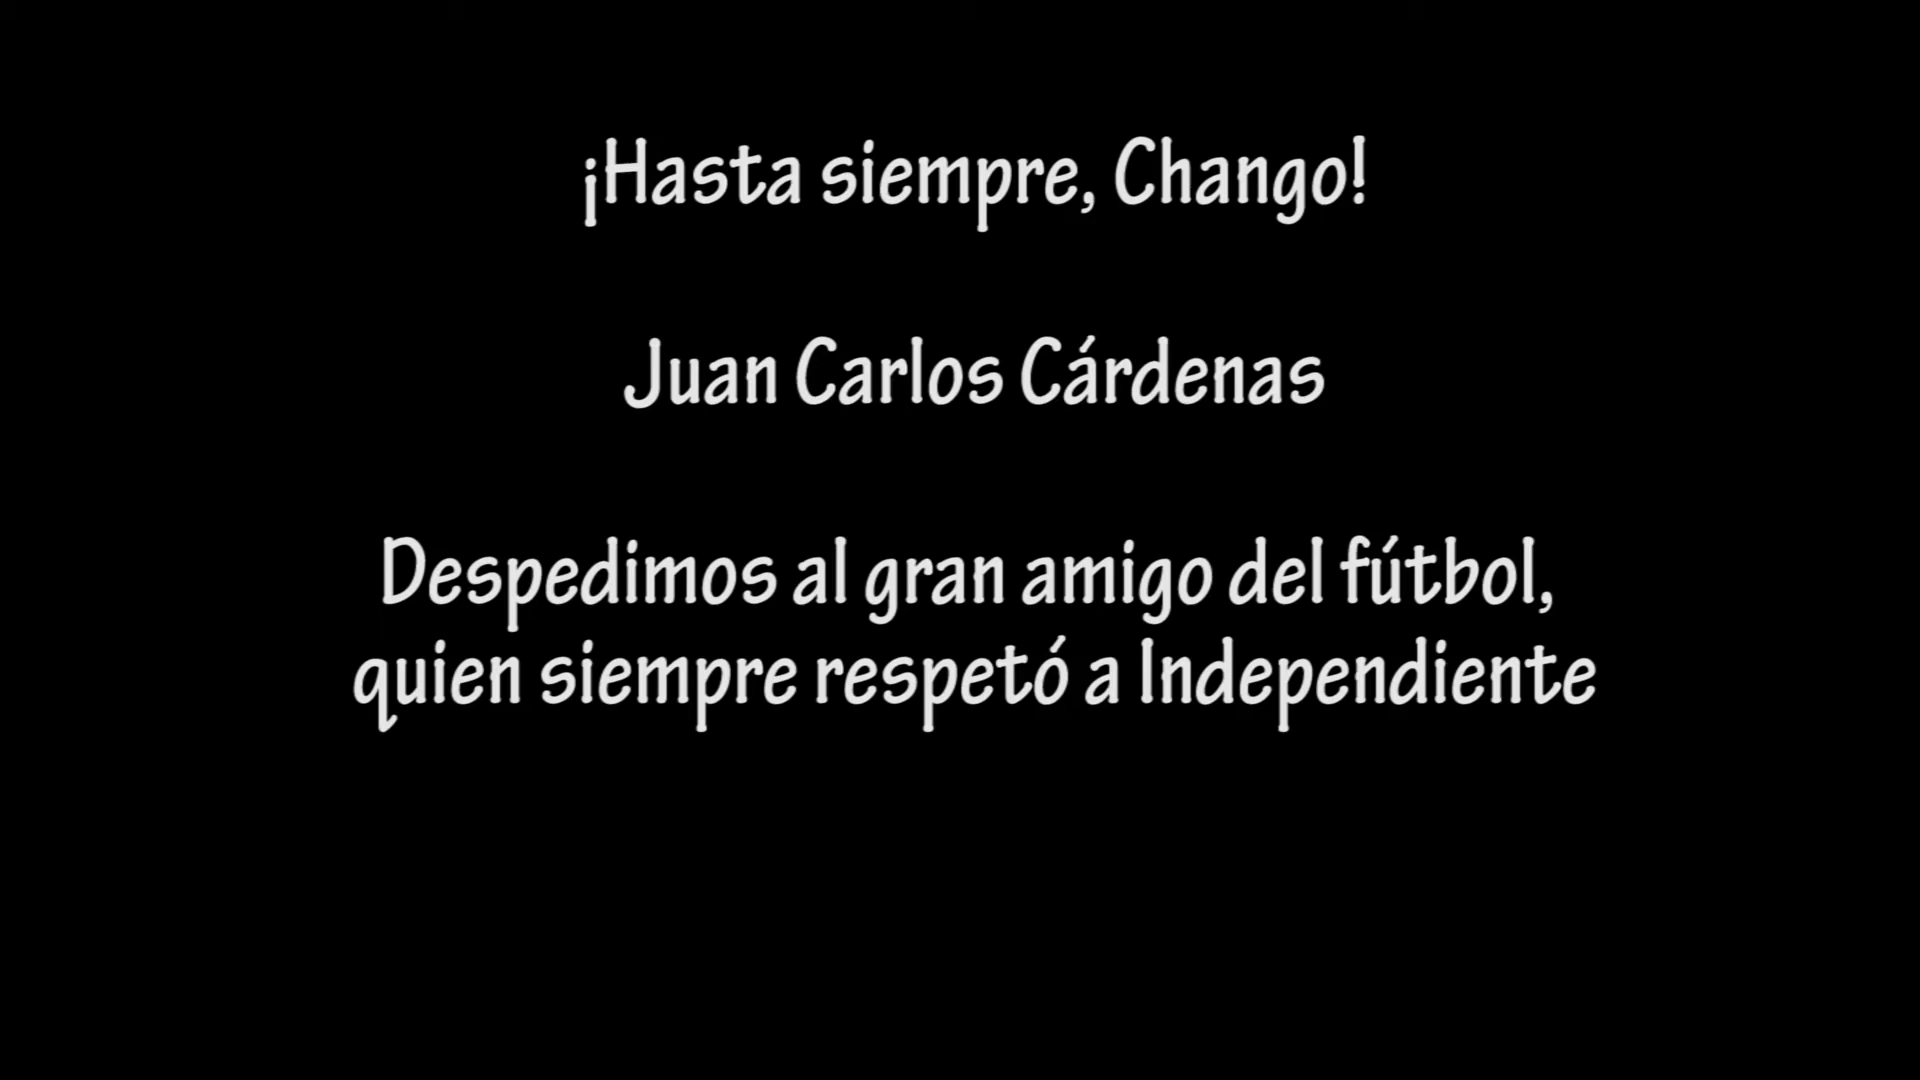 ¡Hasta siempre, Chango!
Juan Carlos Cárdenas
Despedimos al gran amigo del fútbol,
quien siempre respetó a Independiente